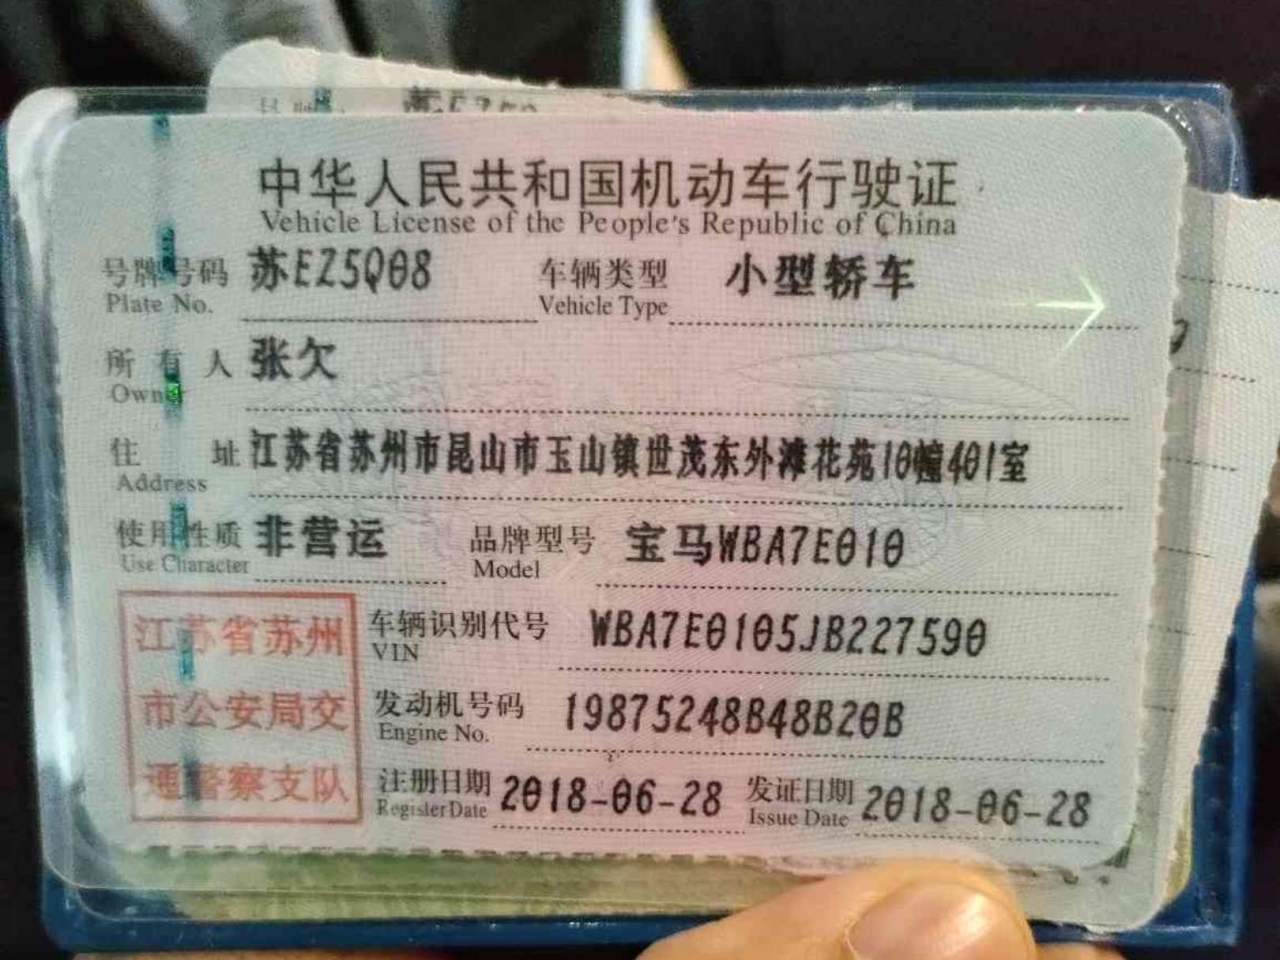 中华人民共和国机动车行驶证
Vehicle License of the People's Republic of China
号牌号码 苏EZ5Q08 车辆类型 小型轿车
Plate No. Vehicle Type
所有人 张欠
Owner
住址 江苏省苏州市昆山市玉山镇世茂东外滩花苑10幢401室
Address
使用性质 非营运 品牌型号 宝马WBA7E010
Use Character Model
江苏省苏州
市公安局交
通警察支队
车辆识别代号 WBA7E0105JB227590
VIN
发动机号码 19875248B48B20B
Engine No.
注册日期 2018-06-28 发证日期 2018-06-28
Register Date Issue Date